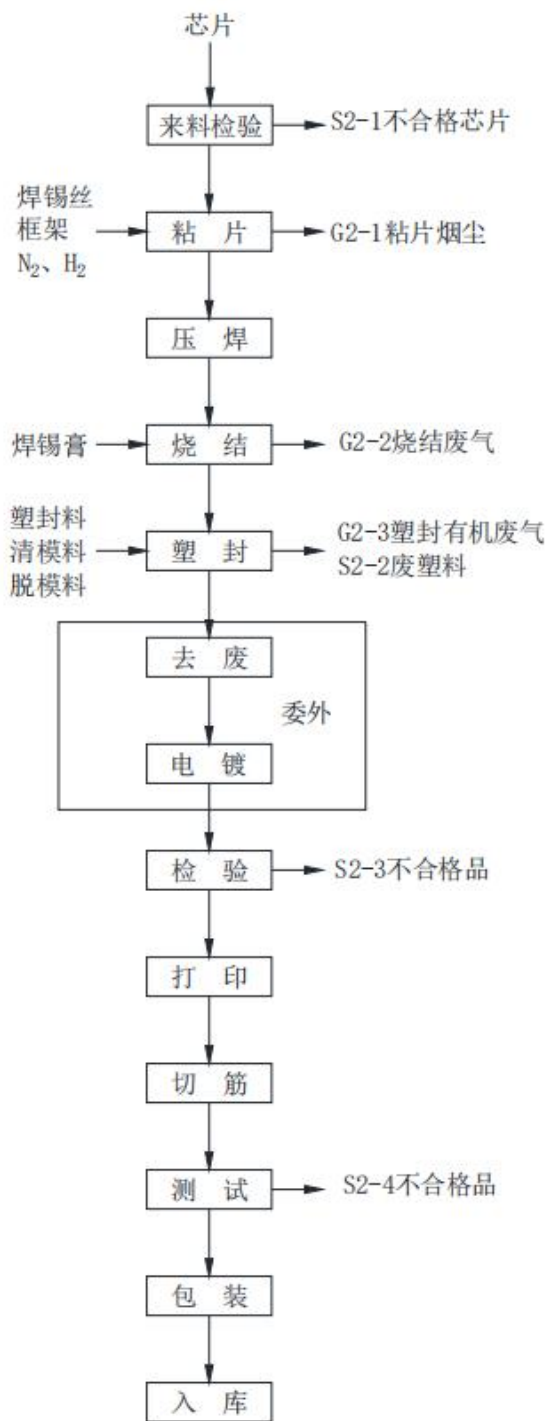 芯片
来料检验
S2-1不合格芯片
焊锡丝
框架
N₂、H₂
粘 片
G2-1粘片烟尘
压 焊
焊锡膏
烧 结
G2-2烧结废气
塑封料
清模料
脱模料
塑 封
G2-3塑封有机废气
S2-2废塑料
去 废
委外
电 镀
检 验
S2-3不合格品
打 印
切 筋
测 试
S2-4不合格品
包 装
入 库